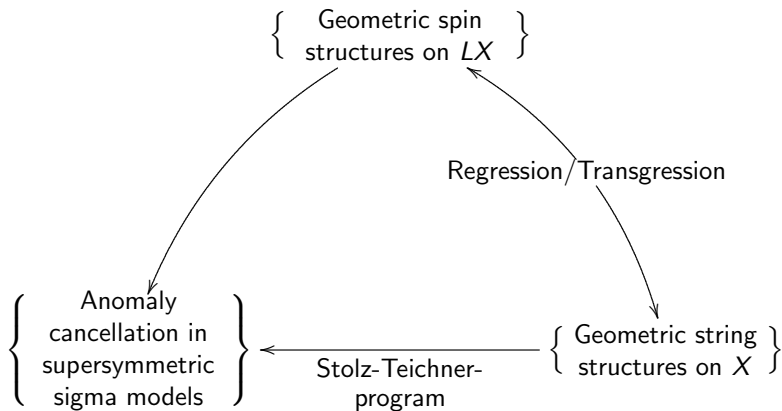 Geometric spin
structures on LX
Regression/Transgression
Anomaly
cancellation in
supersymmetric
sigma models
Stolz-Teichner-
program
Geometric string
structures on X